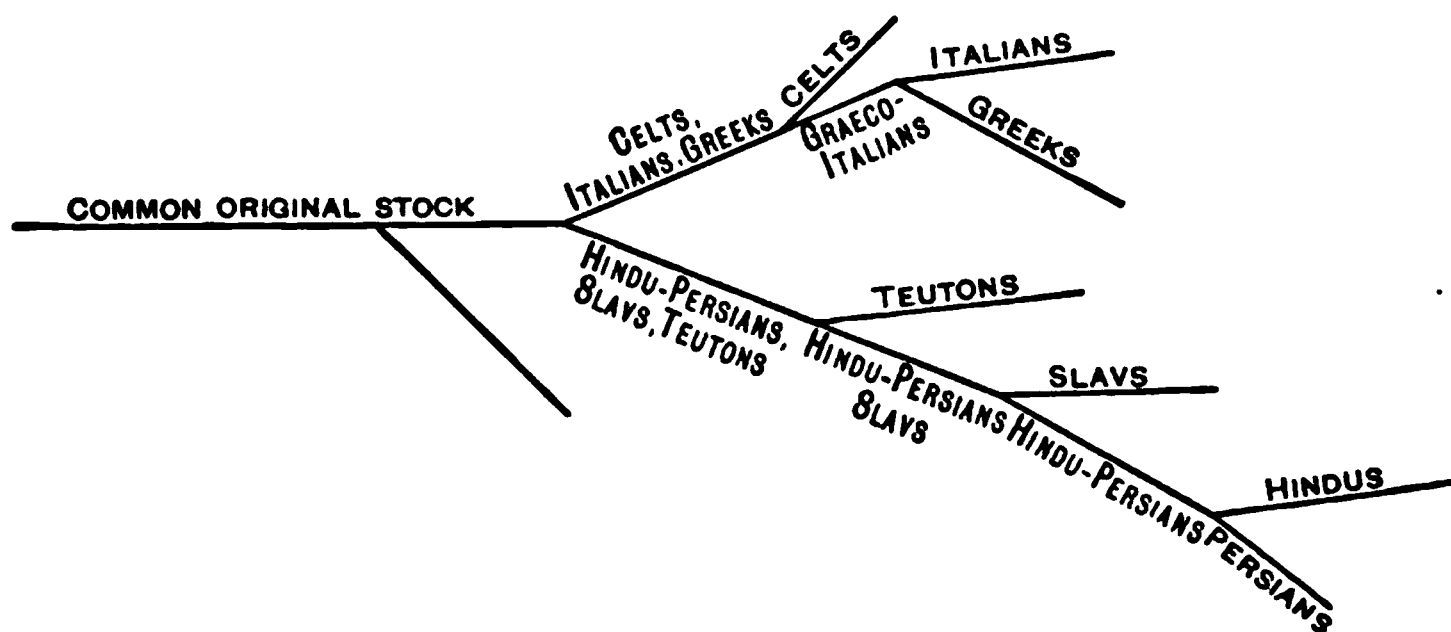 COMMON ORIGINAL STOCK
CELTS,
ITALIANS, GREEKS
CELTS
GRAECO-
ITALIANS
ITALIANS
GREEKS
HINDU-PERSIANS,
SLAVS, TEUTONS
TEUTONS
HINDU-PERSIANS
SLAVS
SLAVS
HINDU-PERSIANS
HINDUS
PERSIANS